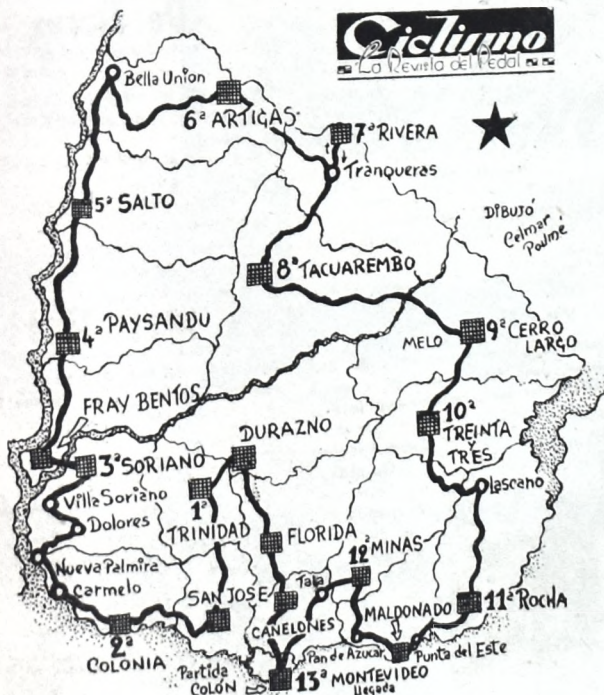 Ciclismo
La Revista del Pedal
Bella Union
6ª ARTIGAS
7ª RIVERA
Tranqueras
5ª SALTO
DIBUJÓ
Celmar Poumé
8ª TACUAREMBO
4ª PAYSANDU
MELO
9ª CERRO
LARGO
FRAY BENTOS
10ª
TREINTA
Y
TRES
DURAZNO
3ª SORIANO
Lascano
Villa Soriano
1ª
TRINIDAD
Dolores
FLORIDA
12ª MINAS
Nueva Palmira
Carmelo
SAN JOSE
Tala
MALDONADO
11ª ROCHA
CANELONES
2ª
COLONIA
Pan de Azucar
Punta del Este
Partida
COLÓN
13ª MONTEVIDEO
llegada